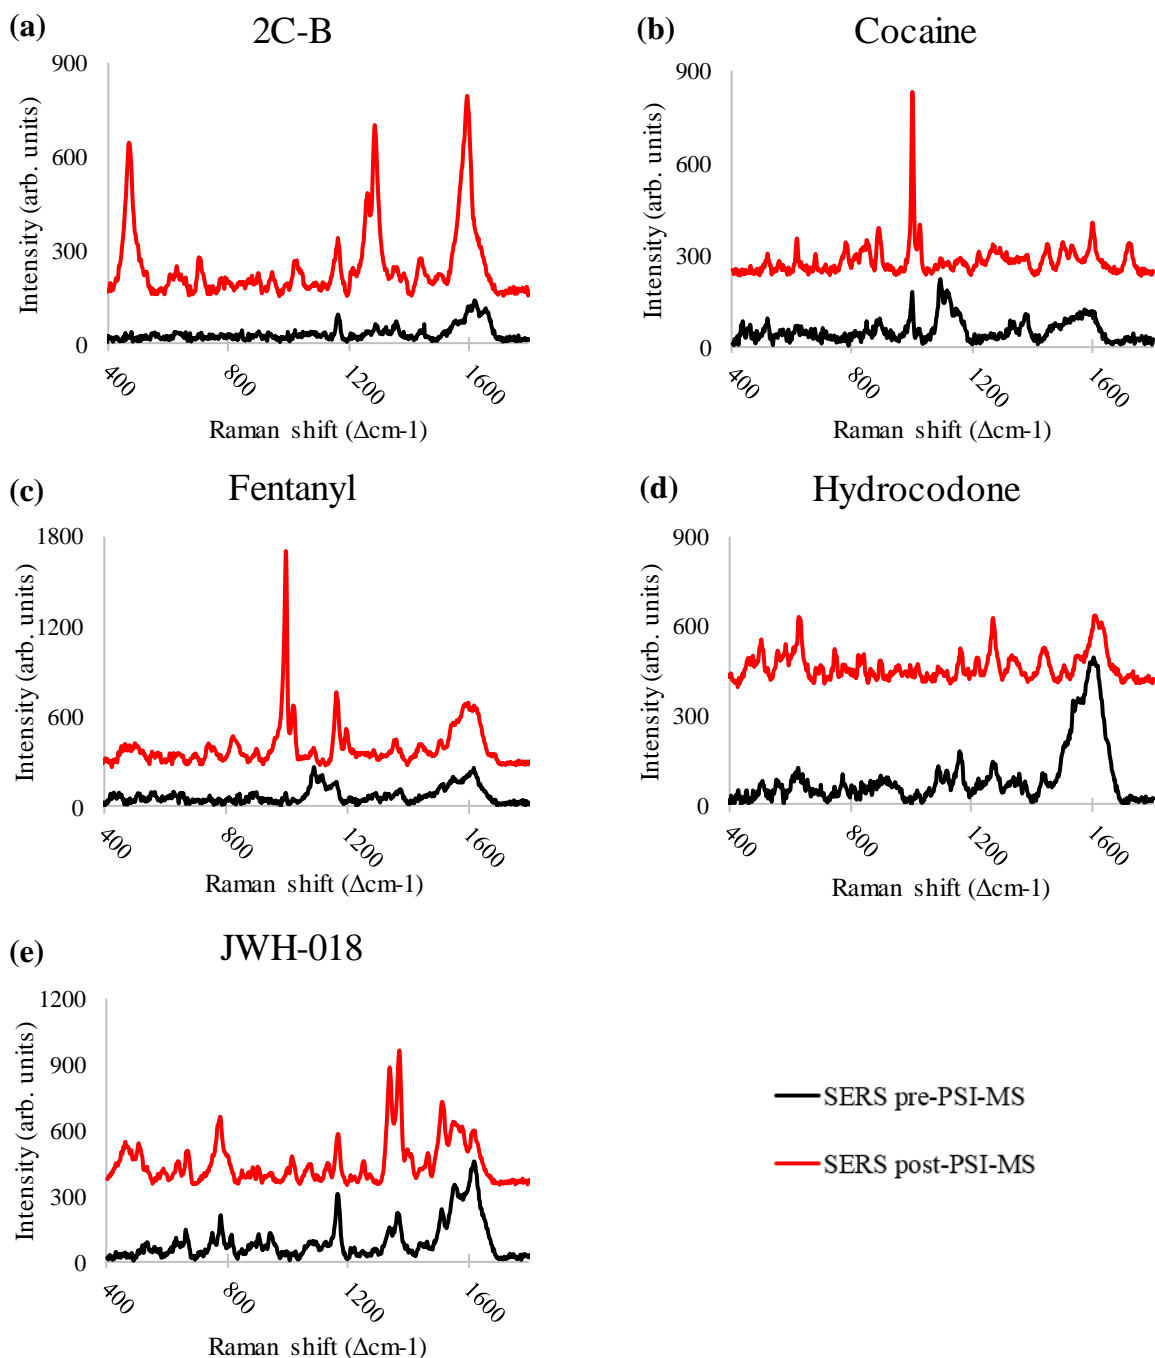 (a)
2C-B
900
600
300
0
Intensity (arb. units)
400
800
1200
1600
Raman shift (Δcm-1)
(b)
Cocaine
900
600
300
0
Intensity (arb. units)
400
800
1200
1600
Raman shift (Δcm-1)
(c)
Fentanyl
1800
1200
600
0
Intensity (arb. units)
400
800
1200
1600
Raman shift (Δcm-1)
(d)
Hydrocodone
900
600
300
0
Intensity (arb. units)
400
800
1200
1600
Raman shift (Δcm-1)
(e)
JWH-018
1200
900
600
300
0
Intensity (arb. units)
400
800
1200
1600
Raman shift (Δcm-1)
SERS pre-PSI-MS
SERS post-PSI-MS